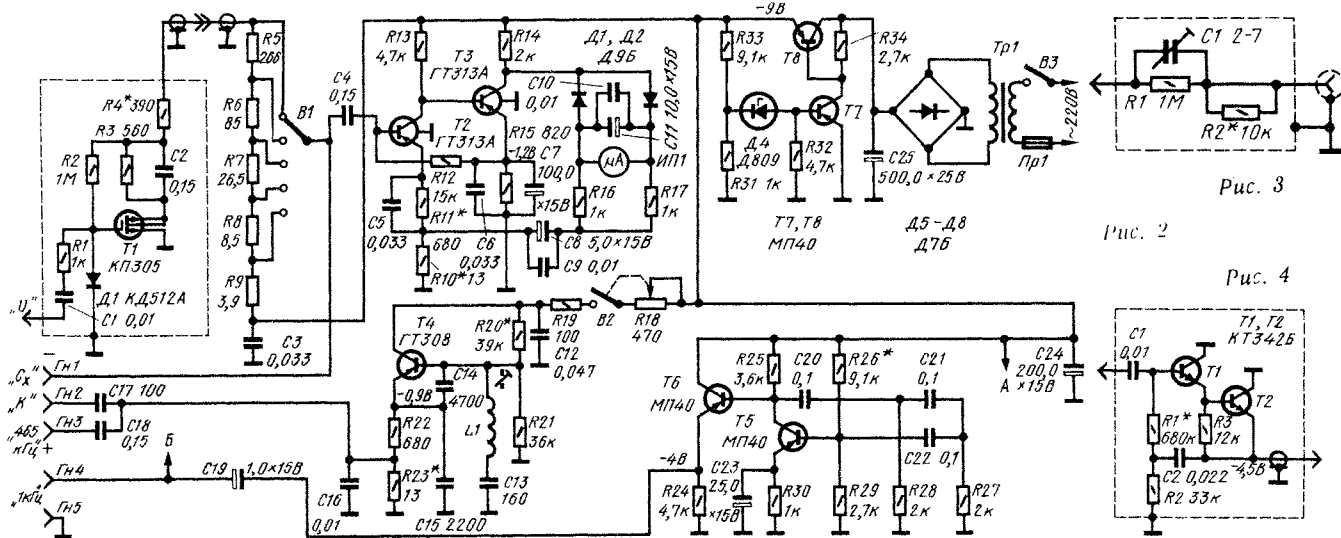 R5
266
R4*390
R3 560
R2
1М
C2
0,15
R1
1к
T1
КП305
Д1 КД512А
C1 0,01
„U"
R6
85
R7
26,5
R8
8,5
R9
3,9
B1
C3
0,033
C4
0,15
R13
4,7к
R14
2к
T3
ГТ313А
T2
ГТ313А
R12
15к
R15 820
-1,2В
C7
100,0
×15В
R11*
680
R10*13
C5
0,033
C6
0,033
C8 5,0×15В
C9 0,01
Д1, Д2
Д9Б
C10
0,01
C11 10,0×15В
μА
ИП1
R16
1к
R17
1к
-9В
R33
9,1к
T8
R34
2,7к
T7
Д4
Д809
R31 1к
R32
4,7к
C25
500,0×25В
T7, T8
МП40
Д5-Д8
Д7Б
Тр1
В3
Пр1
~220В
C1 2-7
R1 1М
R2*10к
Рис. 3
Рис. 2
Рис. 4
„Cx"
Гн1
„К"
Гн2
C17 100
„465
кГц"
Гн3
C18
0,15
Гн4
„1кГц"
Гн5
Б
C19
1,0×15В
C16
0,01
T4
ГТ308
-0,9В
R22
680
R23*
13
C14
4700
L1
C13
160
C15 2200
R20*
39к
R19
100
C12
0,047
R21
36к
B2
R18
470
T6
МП40
R25
3,6к
T5
МП40
C20
0,1
R26*
9,1к
C21
0,1
C22 0,1
-4В
R24
4,7к
C23
25,0
×15В
R30
1к
R29
2,7к
R28
2к
R27
2к
А
C24
200,0
×15В
T1, T2
КТ342Б
C1
0,01
T1
T2
R1*
680к
R3
12к
C2 0,022
-4,5В
R2 33к